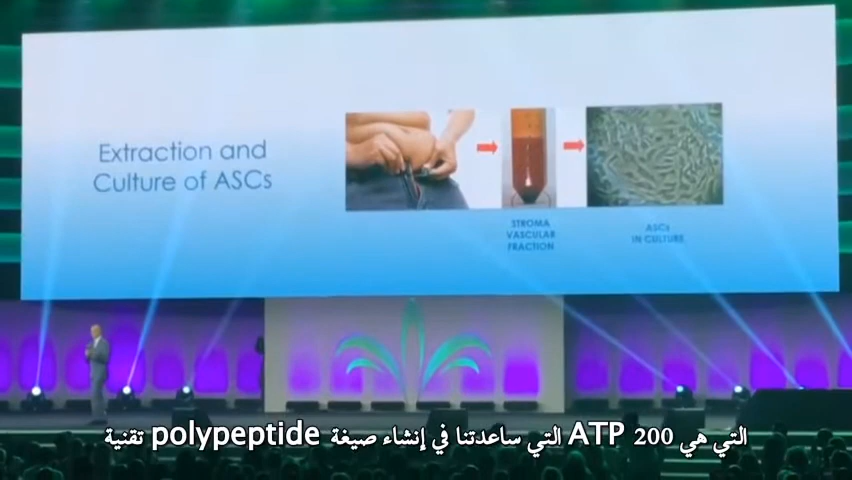 Extraction and
Culture of ASCs
STROMA
VASCULAR
FRACTION
ASCs
IN CULTURE
التي هي ATP 200 التي ساعدتنا في إنشاء صيغة polypeptide تقنية